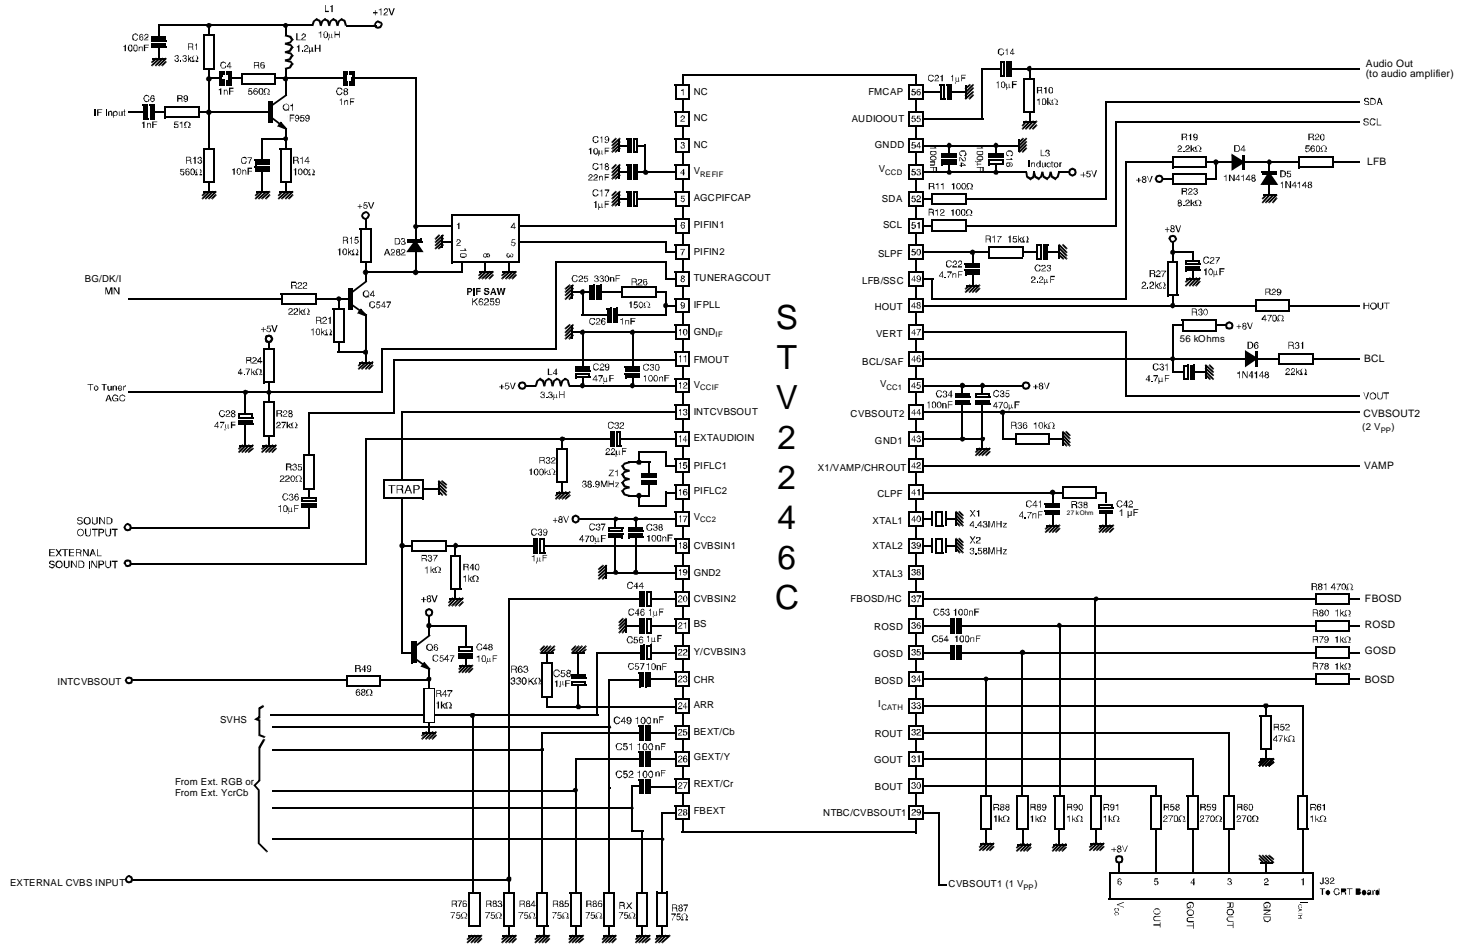 L1
10µH
+12V
C62
100nF
R1
3.3kΩ
L2
1.2µH
C4
1nF
R6
560Ω
C8
1nF
IF Input
C6
1nF
R9
51Ω
Q1
F959
R13
560Ω
C7
10nF
R14
100Ω
+5V
R15
10kΩ
D3
A282
1
2
10
8
3
4
5
PIF SAW
K6259
BG/DK/I
MN
R22
22kΩ
Q4
C547
R21
10kΩ
+5V
R24
4.7kΩ
To Tuner
AGC
C28
47µF
R28
27kΩ
R35
220Ω
C36
10µF
SOUND
OUTPUT
EXTERNAL
SOUND INPUT
TRAP
R37
1kΩ
R40
1kΩ
C39
1µF
+8V
Q6
C547
C48
10µF
INTCVBSOUT
R49
68Ω
R47
1kΩ
SVHS
From Ext. RGB or
From Ext. YcrCb
EXTERNAL CVBS INPUT
R76
75Ω
R83
75Ω
R84
75Ω
R85
75Ω
R86
75Ω
RX
75Ω
R87
75Ω
C19
10µF
C18
22nF
C17
1µF
C25 330nF
R26
150Ω
C26
1nF
C29
47µF
C30
100nF
+5V
L4
3.3µH
C32
22µF
R32
100kΩ
Z1
38.9MHz
+8V
C37
470µF
C38
100nF
C44
C46 1µF
C56 1µF
C57 10nF
R63
330KΩ
C58
1µF
C49 100nF
C51 100nF
C52 100nF
STV2246C
1 NC
2 NC
3 NC
4 VREFIF
5 AGCPIFCAP
6 PIFIN1
7 PIFIN2
8 TUNERAGCOUT
9 IFPLL
10 GNDIF
11 FMOUT
12 VCCIF
13 INTCVBSOUT
14 EXTAUDIOIN
15 PIFLC1
16 PIFLC2
17 VCC2
18 CVBSIN1
19 GND2
20 CVBSIN2
21 BS
22 Y/CVBSIN3
23 CHR
24 ARR
25 BEXT/Cb
26 GEXT/Y
27 REXT/Cr
28 FBEXT
FMCAP 56
AUDIOOUT 55
GNDD 54
VCCD 53
SDA 52
SCL 51
SLPF 50
LFB/SSC 49
HOUT 48
VERT 47
BCL/SAF 46
VCC1 45
CVBSOUT2 44
GND1 43
X1/VAMP/CHROUT 42
CLPF 41
XTAL1 40
XTAL2 39
XTAL3 38
FBOSD/HC 37
ROSD 36
GOSD 35
BOSD 34
ICATH 33
ROUT 32
GOUT 31
BOUT 30
NTBC/CVBSOUT1 29
C21 1µF
C14
10µF
R10
10kΩ
Audio Out
(to audio amplifier)
SDA
SCL
100nF
C24
100µF
C16
L3
Inductor
+5V
R11 100Ω
R12 100Ω
R19
2.2kΩ
D4
1N4148
R20
560Ω
LFB
+8V
R23
8.2kΩ
D5
1N4148
R17 15kΩ
C22
4.7nF
C23
2.2µF
+8V
R27
2.2kΩ
C27
10µF
R29
470Ω
HOUT
R30
56 kOhms
+8V
D6
1N4148
R31
22kΩ
BCL
C31
4.7µF
VOUT
C34
100nF
C35
470µF
+8V
CVBSOUT2
(2 VPP)
R36 10kΩ
VAMP
C41
4.7nF
R38
27 kOhm
C42
1 µF
X1
4.43MHz
X2
3.58MHz
R81 470Ω
FBOSD
C53 100nF
R80 1kΩ
ROSD
C54 100nF
R79 1kΩ
GOSD
R78 1kΩ
BOSD
R52
47kΩ
R88
1kΩ
R89
1kΩ
R90
1kΩ
R91
1kΩ
R58
270Ω
R59
270Ω
R60
270Ω
R61
1kΩ
CVBSOUT1 (1 VPP)
+8V
6 5 4 3 2 1
J32
To CRT Board
VCC
OUT
GOUT
ROUT
GND
ICATH